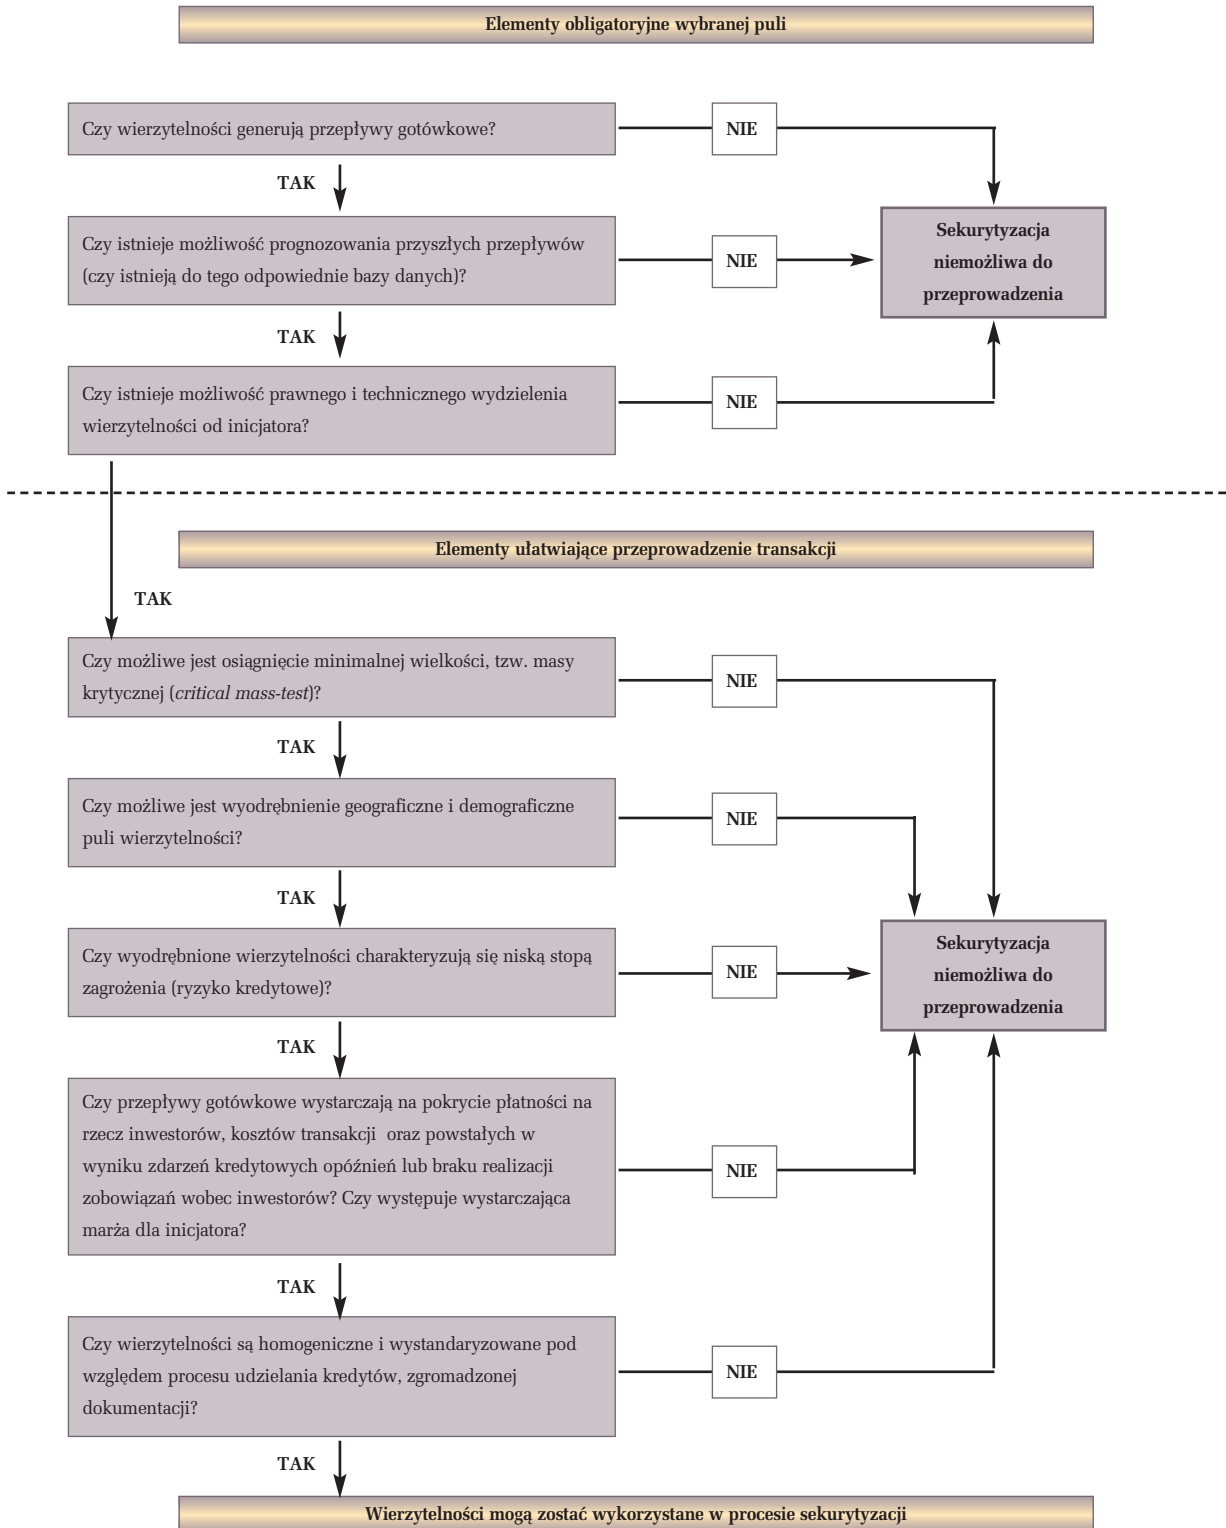 Elementy obligatoryjne wybranej puli
Czy wierzytelności generują przepływy gotówkowe?
NIE
TAK
Czy istnieje możliwość prognozowania przyszłych przepływów
(czy istnieją do tego odpowiednie bazy danych)?
NIE
Sekurytyzacja
niemożliwa do
przeprowadzenia
TAK
Czy istnieje możliwość prawnego i technicznego wydzielenia
wierzytelności od inicjatora?
NIE
Elementy ułatwiające przeprowadzenie transakcji
TAK
Czy możliwe jest osiągnięcie minimalnej wielkości, tzw. masy
krytycznej (critical mass-test)?
NIE
TAK
Czy możliwe jest wyodrębnienie geograficzne i demograficzne
puli wierzytelności?
NIE
TAK
Czy wyodrębnione wierzytelności charakteryzują się niską stopą
zagrożenia (ryzyko kredytowe)?
NIE
Sekurytyzacja
niemożliwa do
przeprowadzenia
TAK
Czy przepływy gotówkowe wystarczają na pokrycie płatności na
rzecz inwestorów, kosztów transakcji oraz powstałych w
wyniku zdarzeń kredytowych opóźnień lub braku realizacji
zobowiązań wobec inwestorów? Czy występuje wystarczająca
marża dla inicjatora?
NIE
TAK
Czy wierzytelności są homogeniczne i wystandaryzowane pod
względem procesu udzielania kredytów, zgromadzonej
dokumentacji?
NIE
TAK
Wierzytelności mogą zostać wykorzystane w procesie sekurytyzacji